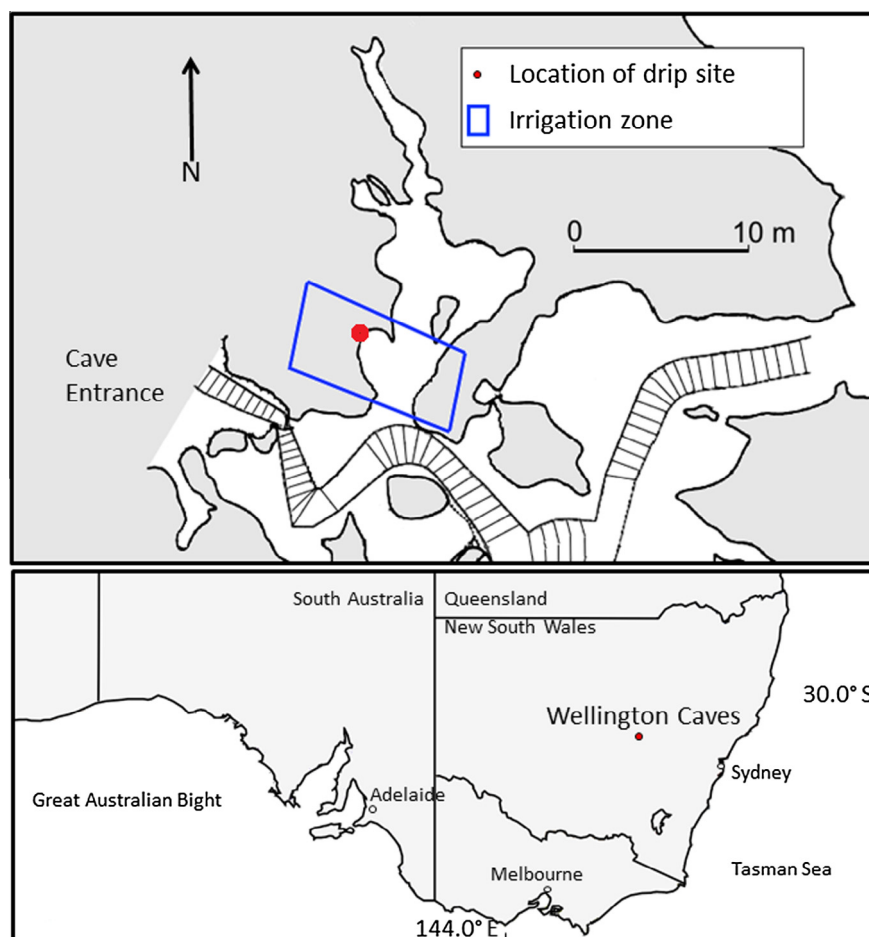 Location of drip site
Irrigation zone
N
0 10 m
Cave
Entrance
South Australia
Queensland
New South Wales
30.0° S
Wellington Caves
Sydney
Great Australian Bight
Adelaide
Melbourne
Tasman Sea
144.0° E